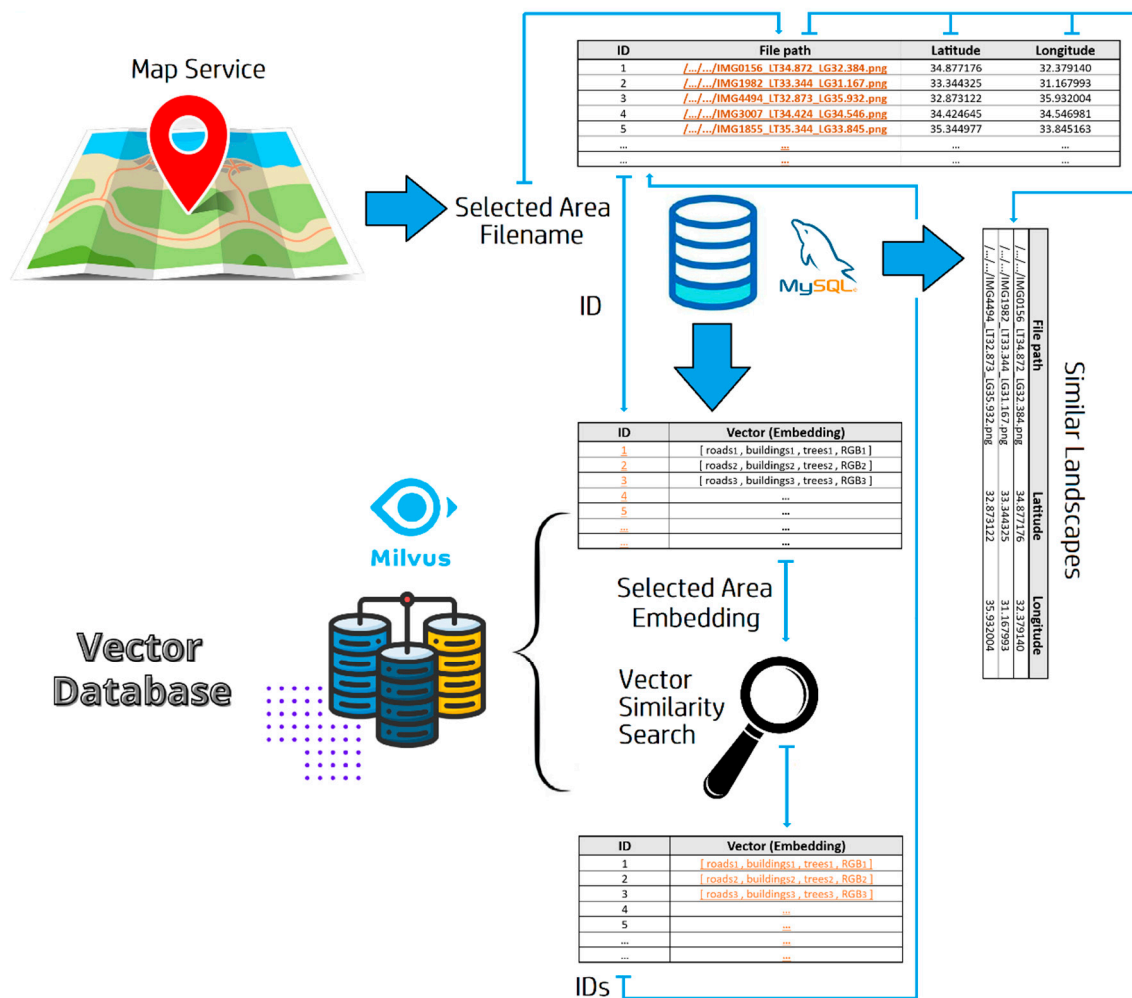 Map Service
Selected Area
Filename
ID File path Latitude Longitude
1 /.../.../IMG0156_LT34.872_LG32.384.png 34.877176 32.379140
2 /.../.../IMG1982_LT33.344_LG31.167.png 33.344325 31.167993
3 /.../.../IMG4494_LT32.873_LG35.932.png 32.873122 35.932004
4 /.../.../IMG3007_LT34.424_LG34.546.png 34.424645 34.546981
5 /.../.../IMG1855_LT35.344_LG33.845.png 35.344977 33.845163
... ... ... ...
... ... ... ...
MySQL®
ID
Similar Landscapes
File path Latitude Longitude
/.../.../IMG0156_LT34.872_LG32.384.png 34.877176 32.379140
/.../.../IMG1982_LT33.344_LG31.167.png 33.344325 31.167993
/.../.../IMG4494_LT32.873_LG35.932.png 32.873122 35.932004
ID Vector (Embedding)
1 [ roads1 , buildings1 , trees1 , RGB1 ]
2 [ roads2 , buildings2 , trees2 , RGB2 ]
3 [ roads3 , buildings3 , trees3 , RGB3 ]
4 ...
5 ...
... ...
... ...
Milvus
Vector
Database
Selected Area
Embedding
Vector
Similarity
Search
ID Vector (Embedding)
1 [ roads1 , buildings1 , trees1 , RGB1 ]
2 [ roads2 , buildings2 , trees2 , RGB2 ]
3 [ roads3 , buildings3 , trees3 , RGB3 ]
4 ...
5 ...
... ...
... ...
IDs